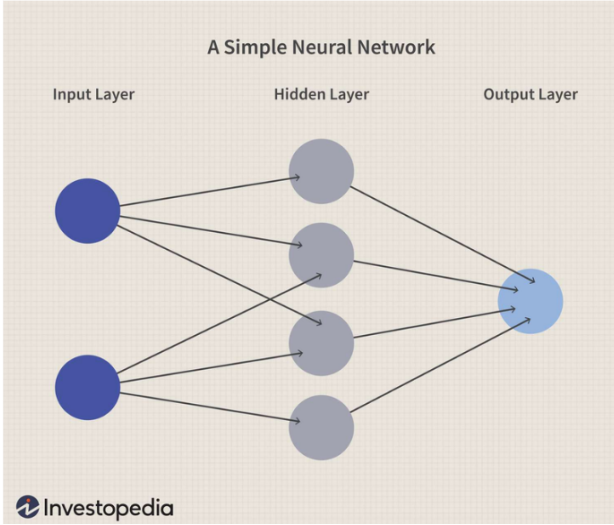 A Simple Neural Network
Input Layer
Hidden Layer
Output Layer
Investopedia